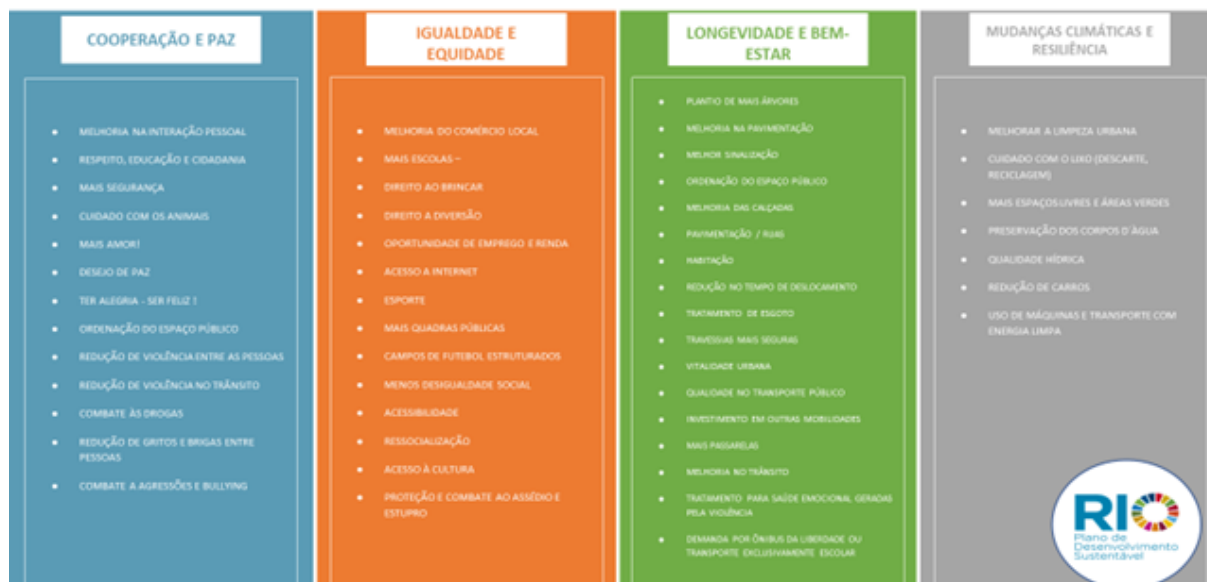 COOPERAÇÃO E PAZ
MELHORIA NA INTERAÇÃO PESSOAL
RESPEITO, EDUCAÇÃO E CIDADANIA
MAIS SEGURANÇA
CUIDADO COM OS ANIMAIS
MAIS AMOR!
DESEJO DE PAZ
TER ALEGRIA - SER FELIZ !
ORDENAÇÃO DO ESPAÇO PÚBLICO
REDUÇÃO DE VIOLÊNCIA ENTRE AS PESSOAS
REDUÇÃO DE VIOLÊNCIA NO TRÂNSITO
COMBATE ÀS DROGAS
REDUÇÃO DE GRITOS E BRIGAS ENTRE
PESSOAS
COMBATE A AGRESSÕES E BULLYING
IGUALDADE E
EQUIDADE
MELHORIA DO COMÉRCIO LOCAL
MAIS ESCOLAS –
DIREITO AO BRINCAR
DIREITO A DIVERSÃO
OPORTUNIDADE DE EMPREGO E RENDA
ACESSO A INTERNET
ESPORTE
MAIS QUADRAS PÚBLICAS
CAMPOS DE FUTEBOL ESTRUTURADOS
MENOS DESIGUALDADE SOCIAL
ACESSIBILIDADE
RESSOCIALIZAÇÃO
ACESSO À CULTURA
PROTEÇÃO E COMBATE AO ASSÉDIO E
ESTUPRO
LONGEVIDADE E BEM-
ESTAR
PLANTIO DE MAIS ÁRVORES
MELHORIA NA PAVIMENTAÇÃO
MELHOR SINALIZAÇÃO
ORDENAÇÃO DO ESPAÇO PÚBLICO
MELHORIA DAS CALÇADAS
PAVIMENTAÇÃO / RUAS
HABITAÇÃO
REDUÇÃO NO TEMPO DE DESLOCAMENTO
TRATAMENTO DE ESGOTO
TRAVESSIAS MAIS SEGURAS
VITALIDADE URBANA
QUALIDADE NO TRANSPORTE PÚBLICO
INVESTIMENTO EM OUTRAS MOBILIDADES
MAIS PASSARELAS
MELHORIA NO TRÂNSITO
TRATAMENTO PARA SAÚDE EMOCIONAL GERADAS
PELA VIOLÊNCIA
DEMANDA POR ÔNIBUS DA LIBERDADE OU
TRANSPORTE EXCLUSIVAMENTE ESCOLAR
MUDANÇAS CLIMÁTICAS E
RESILIÊNCIA
MELHORAR A LIMPEZA URBANA
CUIDADO COM O LIXO (DESCARTE,
RECICLAGEM)
MAIS ESPAÇOS LIVRES E ÁREAS VERDES
PRESERVAÇÃO DOS CORPOS D'ÀGUA
QUALIDADE HÍDRICA
REDUÇÃO DE CARROS
USO DE MÁQUINAS E TRANSPORTE COM
ENERGIA LIMPA
RIO
Plano de
Desenvolvimento
Sustentável